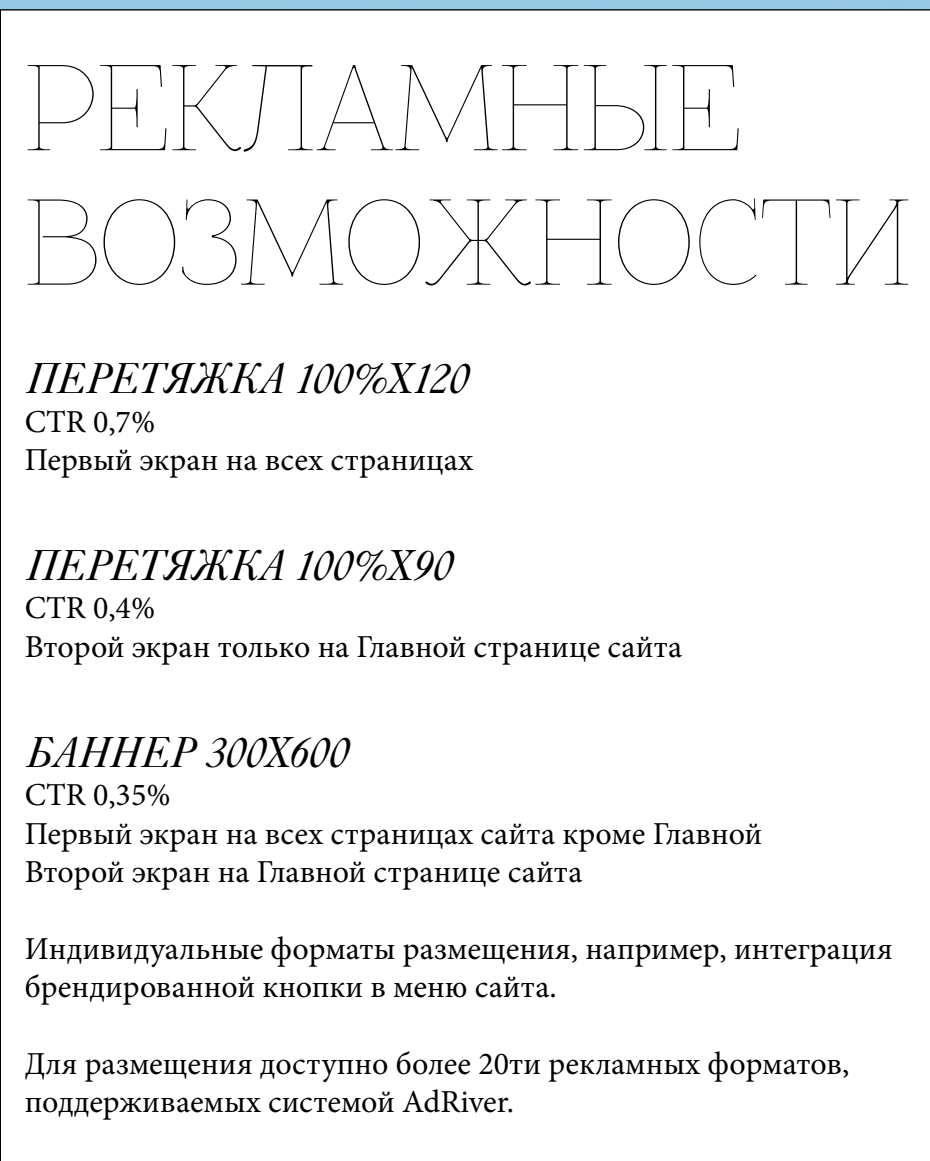 РЕКЛАМНЫЕ
ВОЗМОЖНОСТИ
ПЕРЕТЯЖКА 100%X120
CTR 0,7%
Первый экран на всех страницах
ПЕРЕТЯЖКА 100%X90
CTR 0,4%
Второй экран только на Главной странице сайта
БАННЕР 300X600
CTR 0,35%
Первый экран на всех страницах сайта кроме Главной
Второй экран на Главной странице сайта
Индивидуальные форматы размещения, например, интеграция
брендированной кнопки в меню сайта.
Для размещения доступно более 20ти рекламных форматов,
поддерживаемых системой AdRiver.